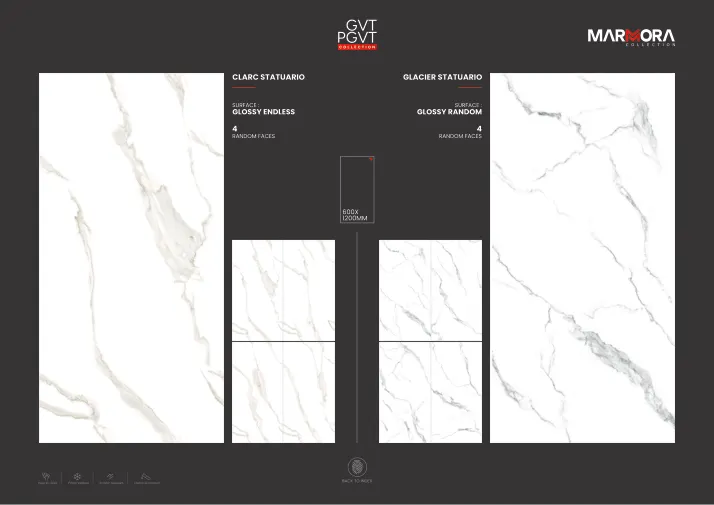 GVT
PGVT
COLLECTION
MARMORA
COLLECTION
CLARC STATUARIO
SURFACE :
GLOSSY ENDLESS
4
RANDOM FACES
GLACIER STATUARIO
SURFACE :
GLOSSY RANDOM
4
RANDOM FACES
600X
1200MM
BACK TO INDEX